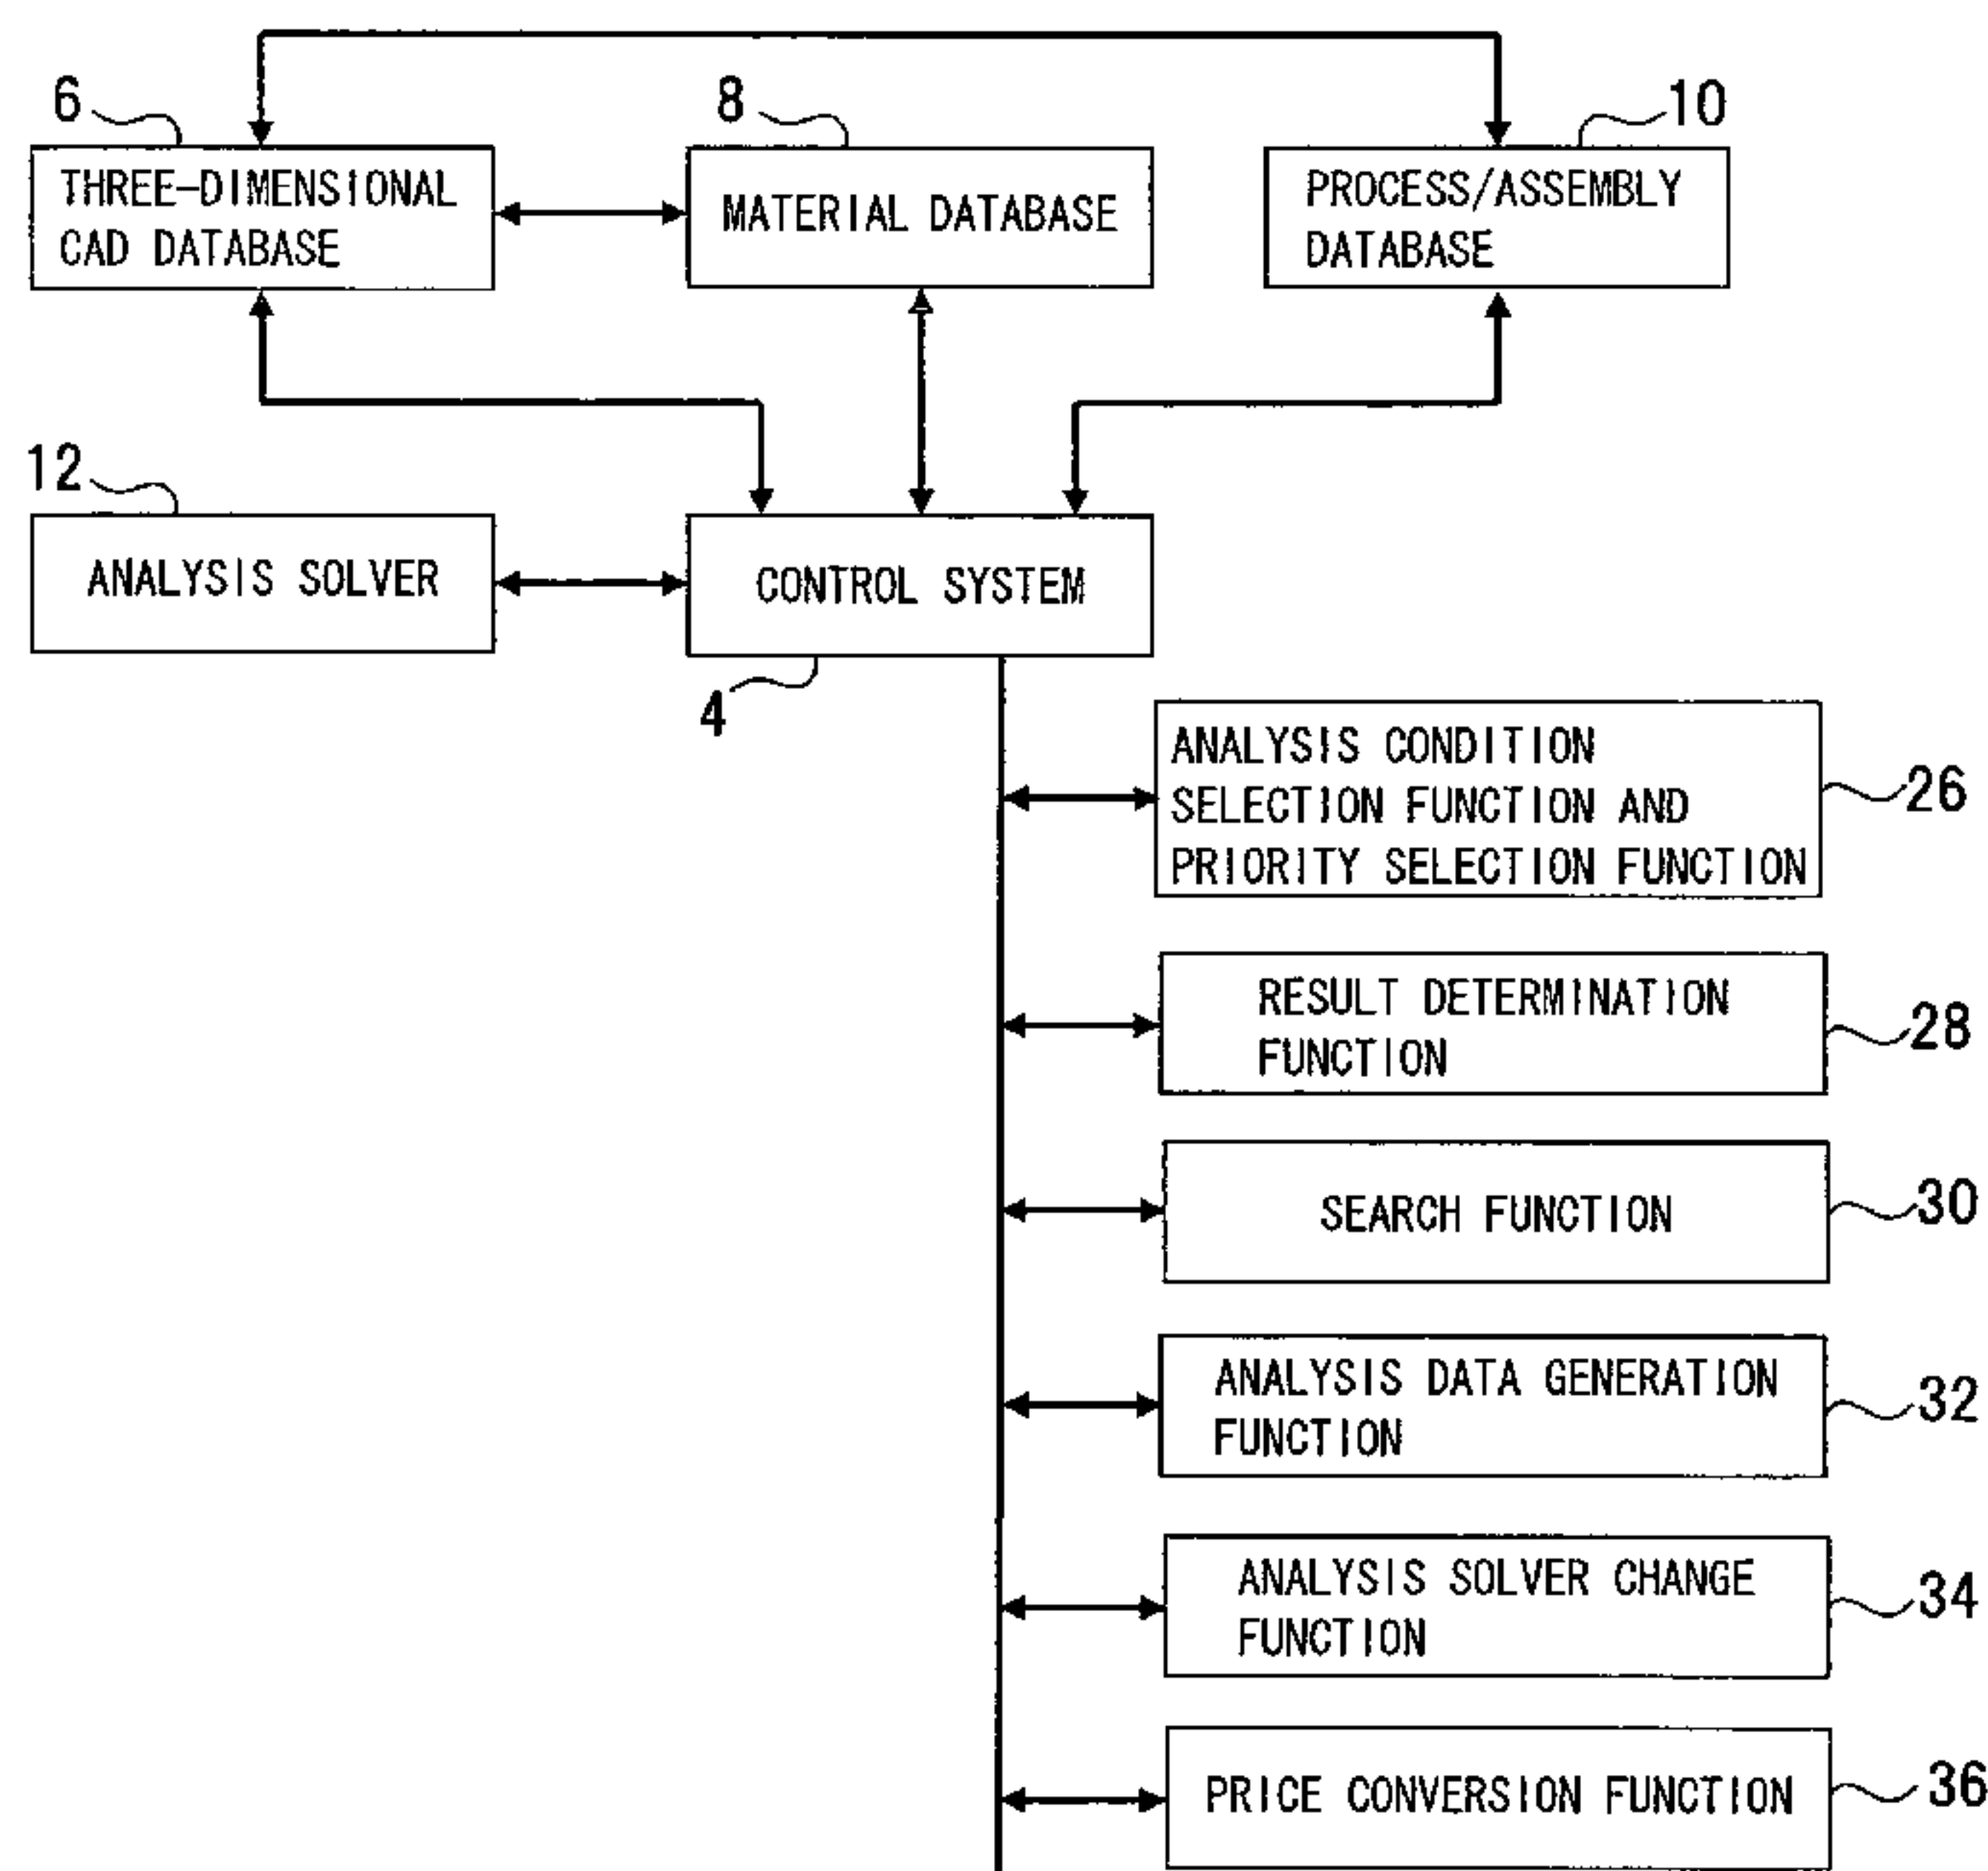 6
8
10
THREE-DIMENSIONAL
CAD DATABASE
MATERIAL DATABASE
PROCESS/ASSEMBLY
DATABASE
12
ANALYSIS SOLVER
CONTROL SYSTEM
4
ANALYSIS CONDITION
SELECTION FUNCTION AND
PRIORITY SELECTION FUNCTION
26
RESULT DETERMINATION
FUNCTION
28
SEARCH FUNCTION
30
ANALYSIS DATA GENERATION
FUNCTION
32
ANALYSIS SOLVER CHANGE
FUNCTION
34
PRICE CONVERSION FUNCTION
36